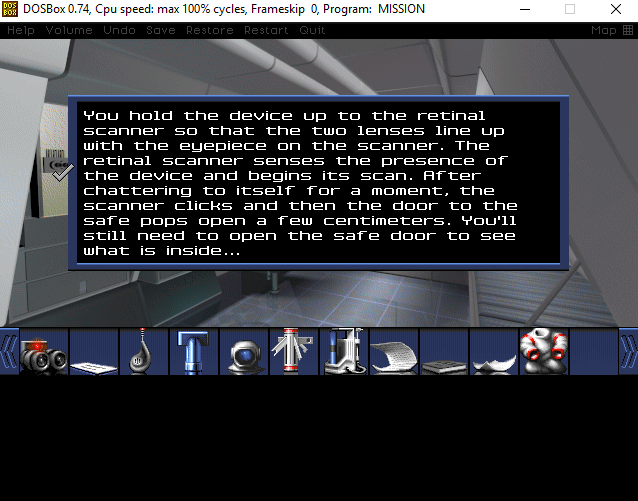 DOSBox 0.74, Cpu speed: max 100% cycles, Frameskip 0, Program: MISSION
Help Volume Undo Save Restore Restart Quit Map
You hold the device up to the retinal
scanner so that the two lenses line up
with the eyepiece on the scanner. The
retinal scanner senses the presence of
the device and begins its scan. After
chattering to itself for a moment, the
scanner clicks and then the door to the
safe pops open a few centimeters. You'll
still need to open the safe door to see
what is inside...